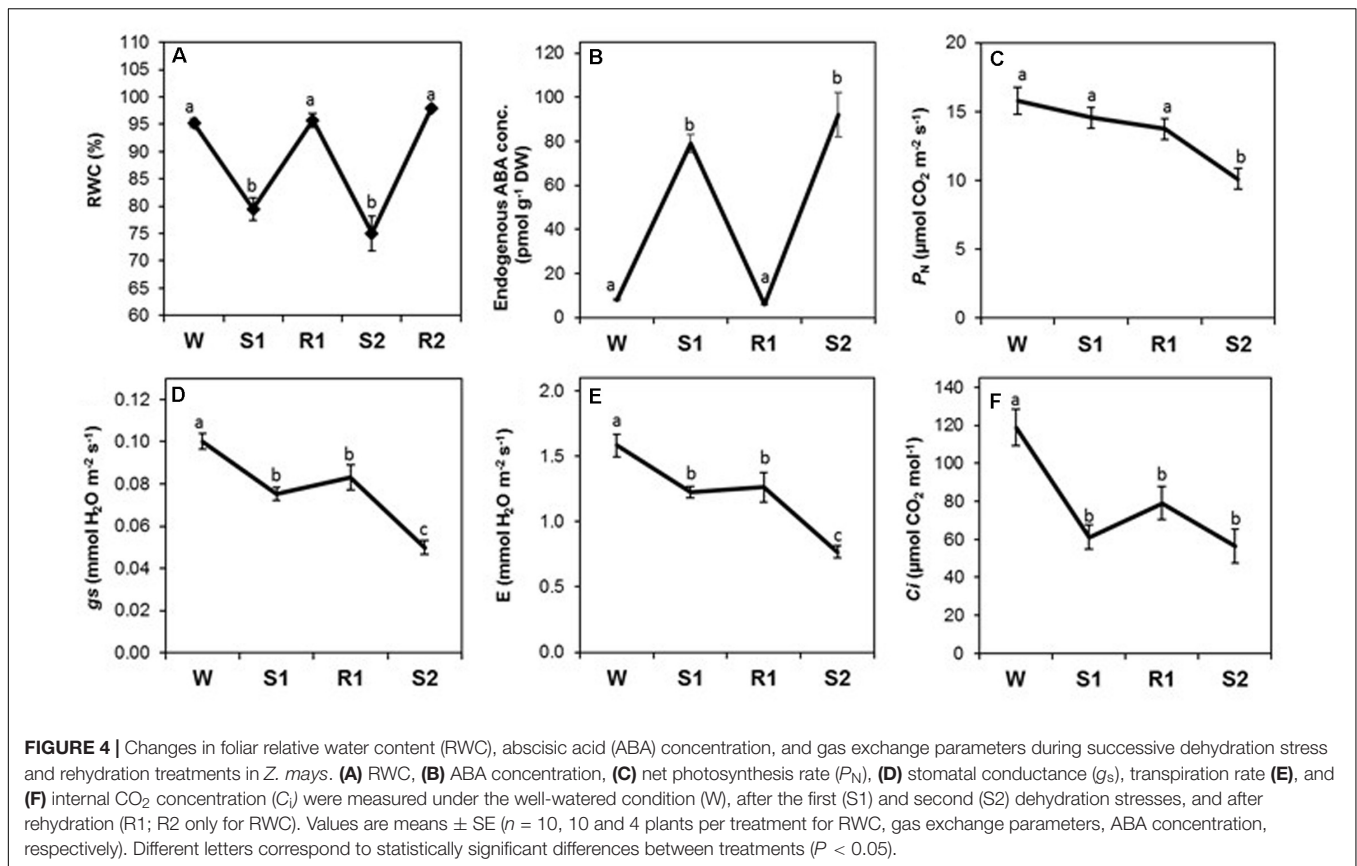 A
RWC (%)
110
105
100
95
90
85
80
75
70
65
60
a
b
a
b
a
W S1 R1 S2 R2
B
Endogenous ABA conc.
(pmol g-1 DW)
120
100
80
60
40
20
0
a
b
a
b
W S1 R1 S2
C
PN (µmol CO2 m-2 s-1)
20
15
10
5
0
a
a
a
b
W S1 R1 S2
D
gs (mmol H2O m-2 s-1)
0.12
0.10
0.08
0.06
0.04
0.02
0.00
a
b
b
c
W S1 R1 S2
E
E (mmol H2O m-2 s-1)
2.0
1.5
1.0
0.5
0.0
a
b
b
c
W S1 R1 S2
F
Ci (µmol CO2 mol-1)
140
120
100
80
60
40
20
0
a
b
b
b
W S1 R1 S2
FIGURE 4 | Changes in foliar relative water content (RWC), abscisic acid (ABA) concentration, and gas exchange parameters during successive dehydration stress
and rehydration treatments in Z. mays. (A) RWC, (B) ABA concentration, (C) net photosynthesis rate (PN), (D) stomatal conductance (gs), transpiration rate (E), and
(F) internal CO2 concentration (Ci) were measured under the well-watered condition (W), after the first (S1) and second (S2) dehydration stresses, and after
rehydration (R1; R2 only for RWC). Values are means ± SE (n = 10, 10 and 4 plants per treatment for RWC, gas exchange parameters, ABA concentration,
respectively). Different letters correspond to statistically significant differences between treatments (P < 0.05).